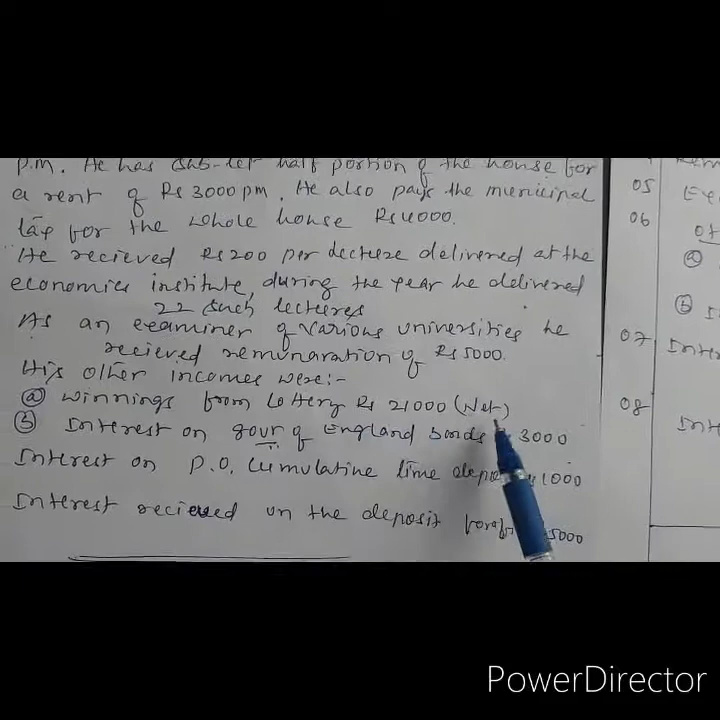 p.m. He has sub-let half portion of the house for
05
a rent of Rs 3000 pm. He also pays the municipal
06
tax for the whole house Rs 4000.
He recieved Rs 200 per lecture delivered at the
economics institute, during the year he delivered
22 such lectures
As an examiner of various universities he
07
recieved remunaration of Rs 5000.
His other incomes were:-
(a) winnings from lottery Rs 21000 (Net)
08
(b) Interest on govr of England bonds 3000
Interest on P.O. Cumulative time 1000
Interest recieved on the deposit 5000
(a)
(b)
PowerDirector